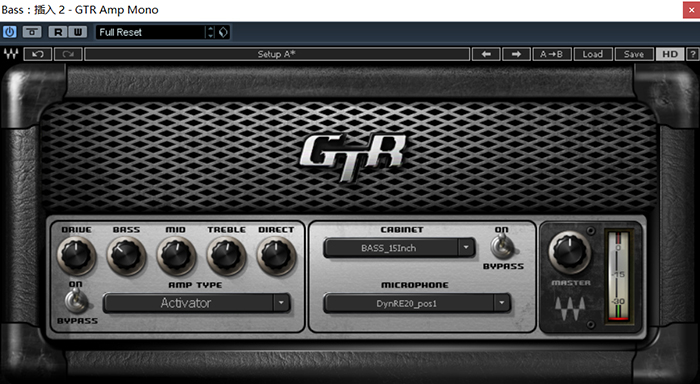 Bass：插入 2 - GTR Amp Mono
×
R W Full Reset
Setup A* A→B Load Save HD ?
GTR
DRIVE BASS MID TREBLE DIRECT
CABINET ON
BASS_15Inch
BYPASS
ON AMP TYPE
Activator
BYPASS
MICROPHONE
DynRE20_pos1
MASTER
0
-15
-30